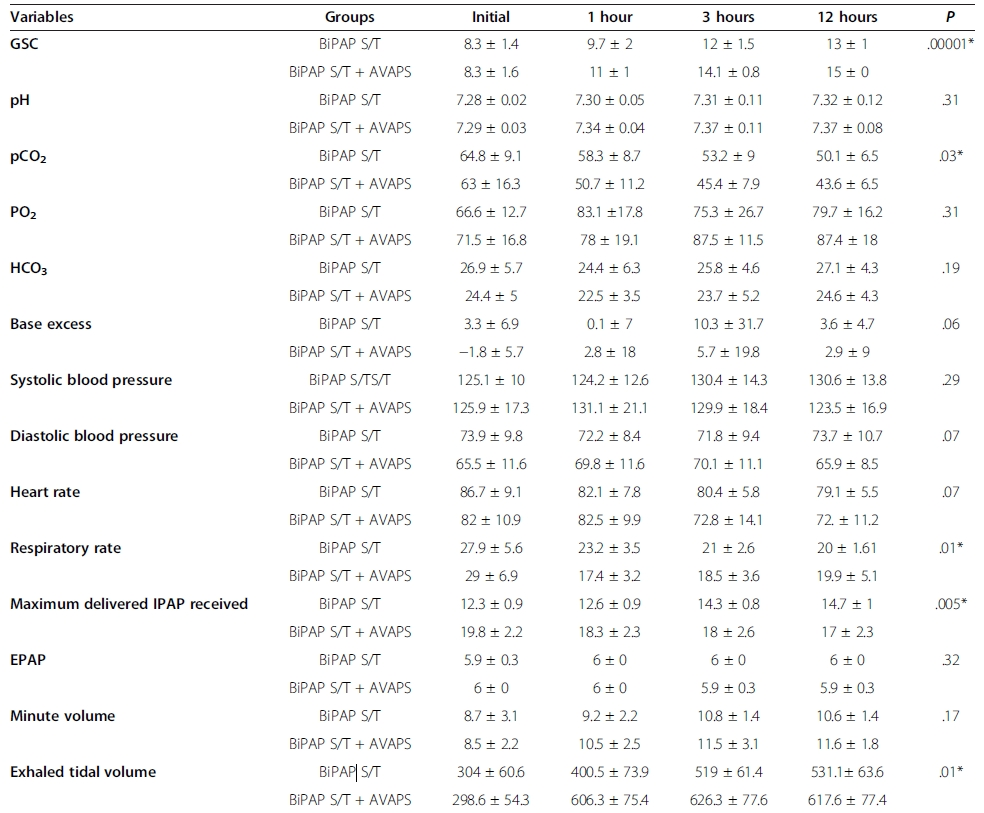 Variables Groups Initial 1 hour 3 hours 12 hours P
GSC BiPAP S/T 8.3 ± 1.4 9.7 ± 2 12 ± 1.5 13 ± 1 .00001*
BiPAP S/T + AVAPS 8.3 ± 1.6 11 ± 1 14.1 ± 0.8 15 ± 0
pH BiPAP S/T 7.28 ± 0.02 7.30 ± 0.05 7.31 ± 0.11 7.32 ± 0.12 .31
BiPAP S/T + AVAPS 7.29 ± 0.03 7.34 ± 0.04 7.37 ± 0.11 7.37 ± 0.08
pCO₂ BiPAP S/T 64.8 ± 9.1 58.3 ± 8.7 53.2 ± 9 50.1 ± 6.5 .03*
BiPAP S/T + AVAPS 63 ± 16.3 50.7 ± 11.2 45.4 ± 7.9 43.6 ± 6.5
PO₂ BiPAP S/T 66.6 ± 12.7 83.1 ±17.8 75.3 ± 26.7 79.7 ± 16.2 .31
BiPAP S/T + AVAPS 71.5 ± 16.8 78 ± 19.1 87.5 ± 11.5 87.4 ± 18
HCO₃ BiPAP S/T 26.9 ± 5.7 24.4 ± 6.3 25.8 ± 4.6 27.1 ± 4.3 .19
BiPAP S/T + AVAPS 24.4 ± 5 22.5 ± 3.5 23.7 ± 5.2 24.6 ± 4.3
Base excess BiPAP S/T 3.3 ± 6.9 0.1 ± 7 10.3 ± 31.7 3.6 ± 4.7 .06
BiPAP S/T + AVAPS −1.8 ± 5.7 2.8 ± 18 5.7 ± 19.8 2.9 ± 9
Systolic blood pressure BiPAP S/TS/T 125.1 ± 10 124.2 ± 12.6 130.4 ± 14.3 130.6 ± 13.8 .29
BiPAP S/T + AVAPS 125.9 ± 17.3 131.1 ± 21.1 129.9 ± 18.4 123.5 ± 16.9
Diastolic blood pressure BiPAP S/T 73.9 ± 9.8 72.2 ± 8.4 71.8 ± 9.4 73.7 ± 10.7 .07
BiPAP S/T + AVAPS 65.5 ± 11.6 69.8 ± 11.6 70.1 ± 11.1 65.9 ± 8.5
Heart rate BiPAP S/T 86.7 ± 9.1 82.1 ± 7.8 80.4 ± 5.8 79.1 ± 5.5 .07
BiPAP S/T + AVAPS 82 ± 10.9 82.5 ± 9.9 72.8 ± 14.1 72. ± 11.2
Respiratory rate BiPAP S/T 27.9 ± 5.6 23.2 ± 3.5 21 ± 2.6 20 ± 1.61 .01*
BiPAP S/T + AVAPS 29 ± 6.9 17.4 ± 3.2 18.5 ± 3.6 19.9 ± 5.1
Maximum delivered IPAP received BiPAP S/T 12.3 ± 0.9 12.6 ± 0.9 14.3 ± 0.8 14.7 ± 1 .005*
BiPAP S/T + AVAPS 19.8 ± 2.2 18.3 ± 2.3 18 ± 2.6 17 ± 2.3
EPAP BiPAP S/T 5.9 ± 0.3 6 ± 0 6 ± 0 6 ± 0 .32
BiPAP S/T + AVAPS 6 ± 0 6 ± 0 5.9 ± 0.3 5.9 ± 0.3
Minute volume BiPAP S/T 8.7 ± 3.1 9.2 ± 2.2 10.8 ± 1.4 10.6 ± 1.4 .17
BiPAP S/T + AVAPS 8.5 ± 2.2 10.5 ± 2.5 11.5 ± 3.1 11.6 ± 1.8
Exhaled tidal volume BiPAP S/T 304 ± 60.6 400.5 ± 73.9 519 ± 61.4 531.1± 63.6 .01*
BiPAP S/T + AVAPS 298.6 ± 54.3 606.3 ± 75.4 626.3 ± 77.6 617.6 ± 77.4